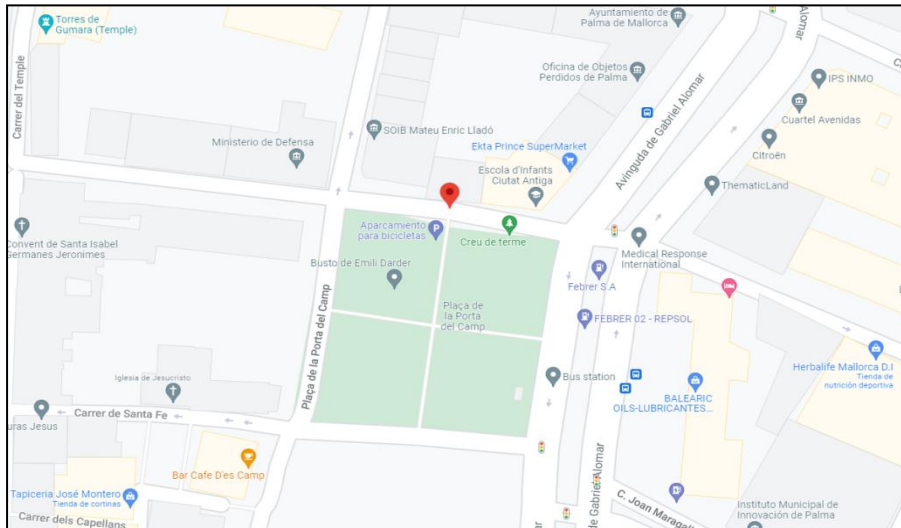 Torres de
Gumara (Temple)
Carrer del Temple
Ministerio de Defensa
SOIB Mateu Enric Lladó
Ayuntamiento de
Palma de Mallorca
Oficina de Objetos
Perdidos de Palma
Ekta Prince SuperMarket
Escola d'Infants
Ciutat Antiga
Avinguda de Gabriel Alomar
Alomar
IPS INMO
Cuartel Avenidas
Citroën
ThematicLand
Convent de Santa Isabel
Germanes Jeronimes
Aparcamiento
para bicicletas
P
Creu de terme
Busto de Emili Darder
Plaça de
la Porta
del Camp
Plaça de la Porta del Camp
Medical Response
International
Febrer S.A
FEBRER 02 - REPSOL
Bus station
Herbalife Mallorca D.I
Tienda de
nutrición deportiva
BALEARIC
OILS-LUBRICANTES...
Iglesia de Jesucristo
Carrer de Santa Fe
uras Jesus
Bar Cafe D'es Camp
Tapiceria José Montero
Tienda de cortinas
Carrer dels Capellans
de Gabriel Alomar
C. Joan Maragall
Instituto Municipal de
Innovación de Palma